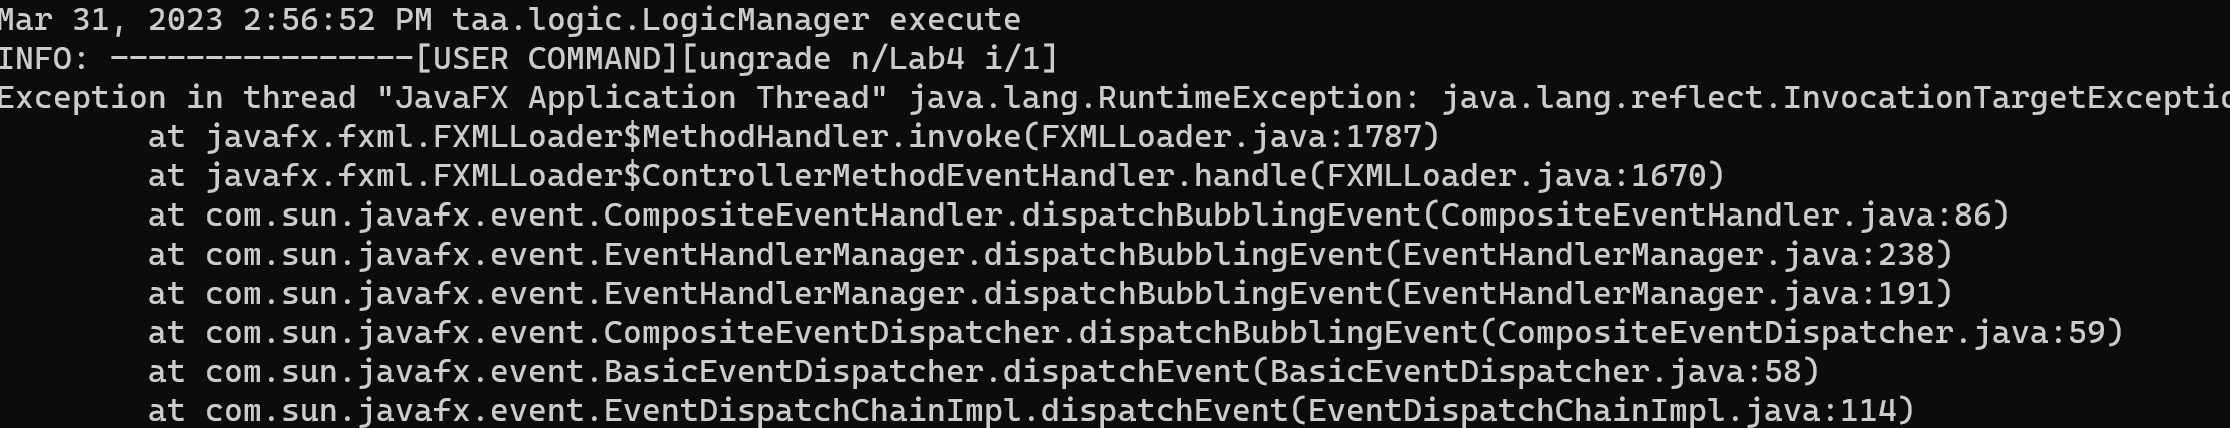 Mar 31, 2023 2:56:52 PM taa.logic.LogicManager execute
INFO: ----------------[USER COMMAND][ungrade n/Lab4 i/1]
Exception in thread "JavaFX Application Thread" java.lang.RuntimeException: java.lang.reflect.InvocationTargetExceptio
at javafx.fxml.FXMLLoader$MethodHandler.invoke(FXMLLoader.java:1787)
at javafx.fxml.FXMLLoader$ControllerMethodEventHandler.handle(FXMLLoader.java:1670)
at com.sun.javafx.event.CompositeEventHandler.dispatchBubblingEvent(CompositeEventHandler.java:86)
at com.sun.javafx.event.EventHandlerManager.dispatchBubblingEvent(EventHandlerManager.java:238)
at com.sun.javafx.event.EventHandlerManager.dispatchBubblingEvent(EventHandlerManager.java:191)
at com.sun.javafx.event.CompositeEventDispatcher.dispatchBubblingEvent(CompositeEventDispatcher.java:59)
at com.sun.javafx.event.BasicEventDispatcher.dispatchEvent(BasicEventDispatcher.java:58)
at com.sun.javafx.event.EventDispatchChainImpl.dispatchEvent(EventDispatchChainImpl.java:114)